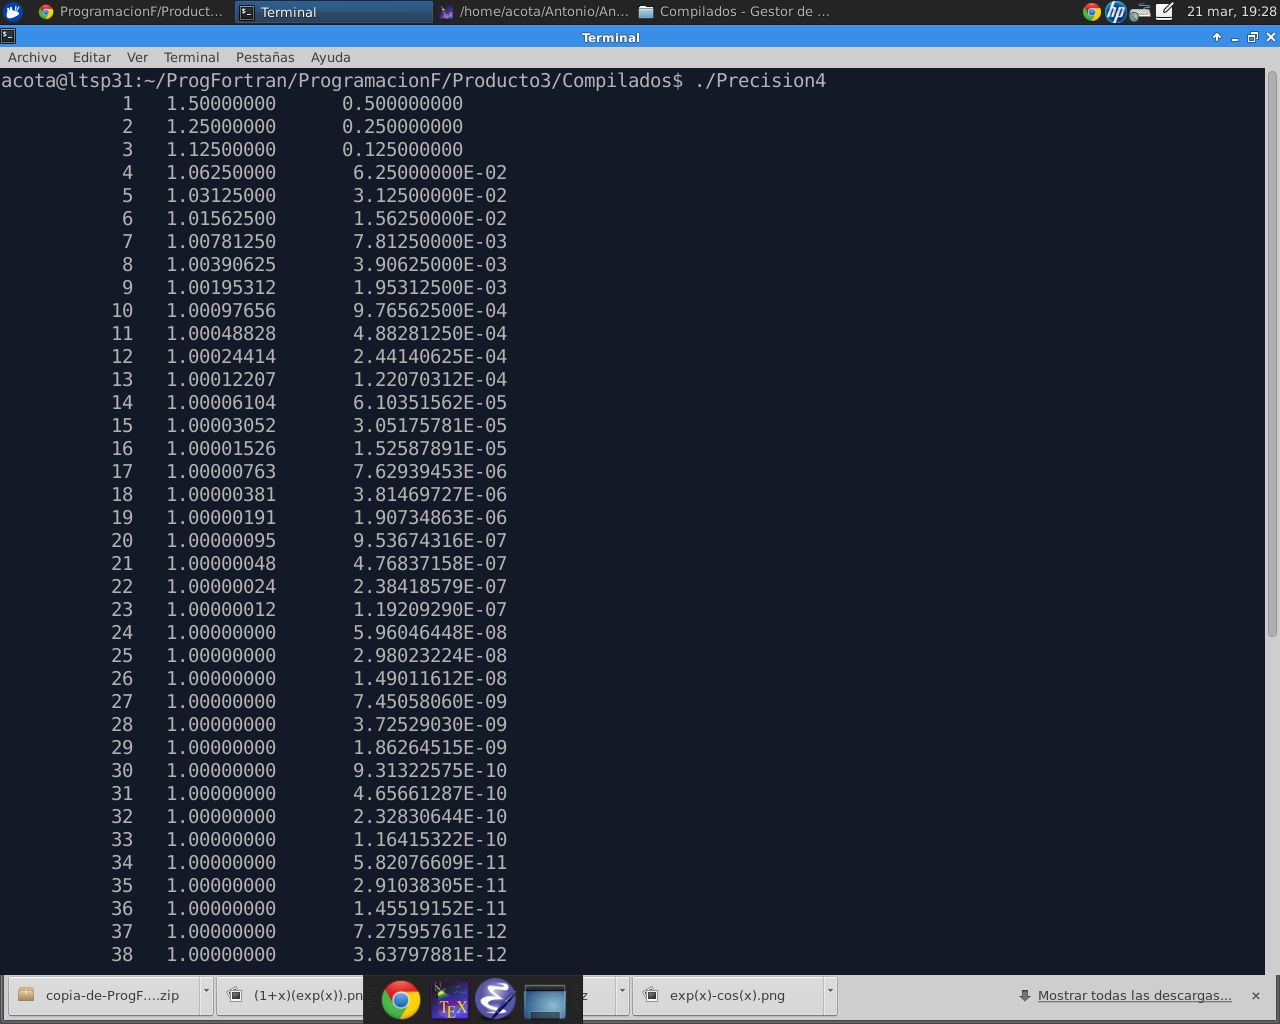 ProgramacionF/Product... Terminal /home/acota/Antonio/An... Compilados - Gestor de ... hp 21 mar, 19:28
Terminal
Archivo Editar Ver Terminal Pestañas Ayuda
acota@ltsp31:~/ProgFortran/ProgramacionF/Producto3/Compilados$ ./Precision4
1 1.50000000 0.500000000
2 1.25000000 0.250000000
3 1.12500000 0.125000000
4 1.06250000 6.25000000E-02
5 1.03125000 3.12500000E-02
6 1.01562500 1.56250000E-02
7 1.00781250 7.81250000E-03
8 1.00390625 3.90625000E-03
9 1.00195312 1.95312500E-03
10 1.00097656 9.76562500E-04
11 1.00048828 4.88281250E-04
12 1.00024414 2.44140625E-04
13 1.00012207 1.22070312E-04
14 1.00006104 6.10351562E-05
15 1.00003052 3.05175781E-05
16 1.00001526 1.52587891E-05
17 1.00000763 7.62939453E-06
18 1.00000381 3.81469727E-06
19 1.00000191 1.90734863E-06
20 1.00000095 9.53674316E-07
21 1.00000048 4.76837158E-07
22 1.00000024 2.38418579E-07
23 1.00000012 1.19209290E-07
24 1.00000000 5.96046448E-08
25 1.00000000 2.98023224E-08
26 1.00000000 1.49011612E-08
27 1.00000000 7.45058060E-09
28 1.00000000 3.72529030E-09
29 1.00000000 1.86264515E-09
30 1.00000000 9.31322575E-10
31 1.00000000 4.65661287E-10
32 1.00000000 2.32830644E-10
33 1.00000000 1.16415322E-10
34 1.00000000 5.82076609E-11
35 1.00000000 2.91038305E-11
36 1.00000000 1.45519152E-11
37 1.00000000 7.27595761E-12
38 1.00000000 3.63797881E-12
copia-de-ProgF....zip (1+x)(exp(x)).pn TEX z exp(x)-cos(x).png Mostrar todas las descargas...